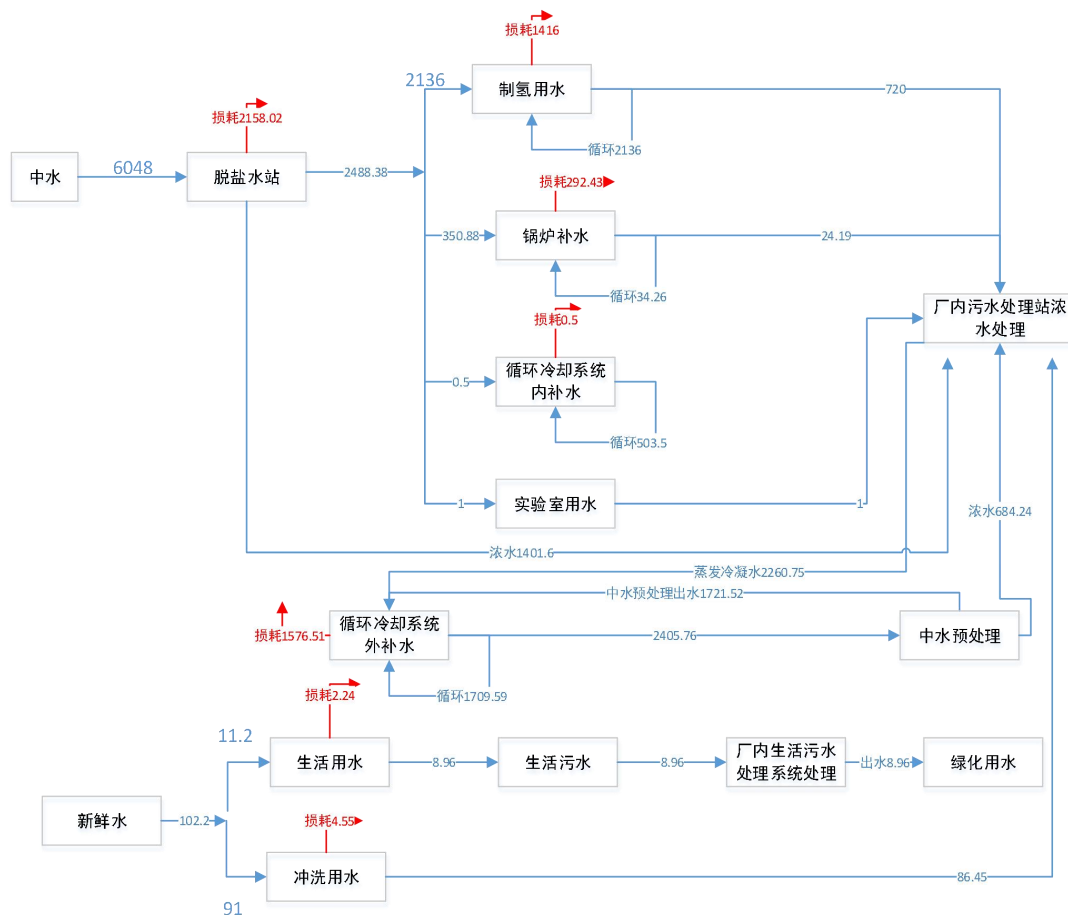 损耗1416
2136
制氢用水
720
循环2136
损耗2158.02
中水
6048
脱盐水站
2488.38
损耗292.43
350.88
锅炉补水
24.19
循环34.26
损耗0.5
厂内污水处理站浓
水处理
0.5
循环冷却系统
内补水
循环503.5
1
实验室用水
1
浓水684.24
浓水1401.6
蒸发冷凝水2260.75
中水预处理出水1721.52
损耗1576.51
循环冷却系统
外补水
2405.76
中水预处理
循环1709.59
损耗2.24
11.2
生活用水
8.96
生活污水
8.96
厂内生活污水
处理系统处理
出水8.96
绿化用水
新鲜水
102.2
损耗4.55
冲洗用水
86.45
91